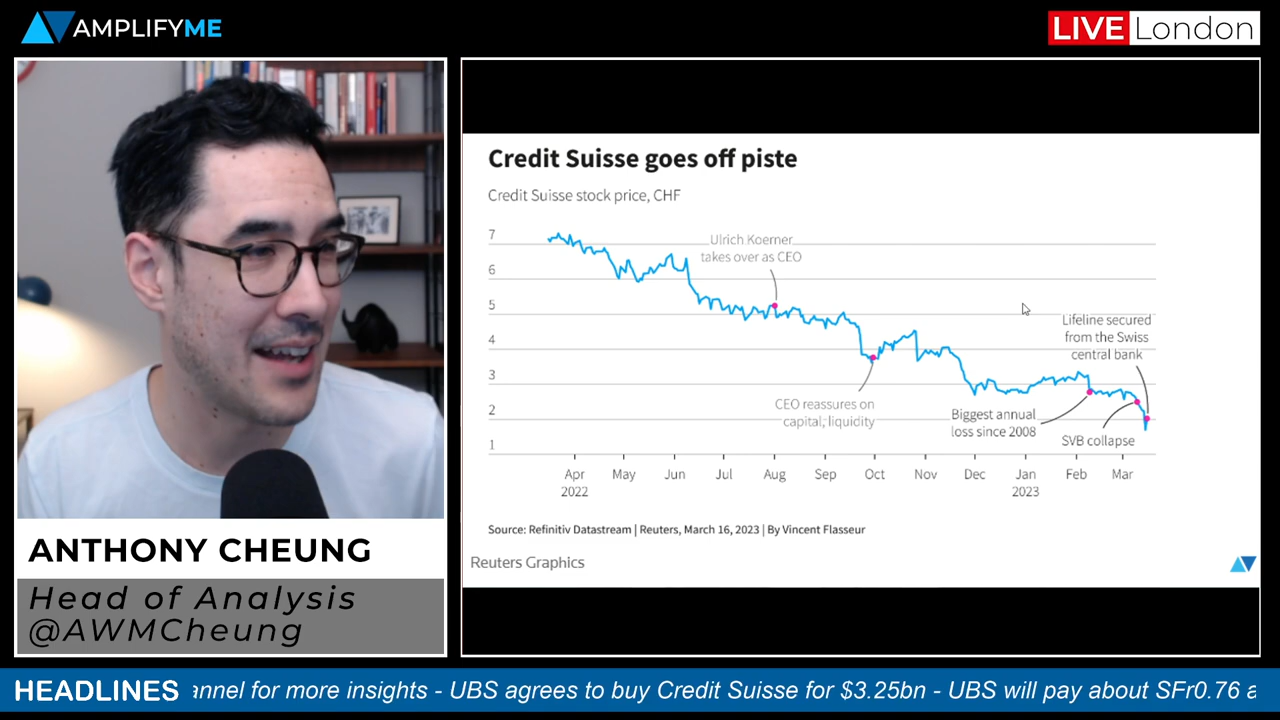 AMPLIFYME
LIVE London
Credit Suisse goes off piste
Credit Suisse stock price, CHF
7
6
5
4
3
2
1
Ulrich Koerner
takes over as CEO
CEO reassures on
capital, liquidity
Biggest annual
loss since 2008
SVB collapse
Lifeline secured
from the Swiss
central bank
Apr May Jun Jul Aug Sep Oct Nov Dec Jan Feb Mar
2022 2023
Source: Refinitiv Datastream | Reuters, March 16, 2023 | By Vincent Flasseur
Reuters Graphics
ANTHONY CHEUNG
Head of Analysis
@AWMCheung
HEADLINES annel for more insights - UBS agrees to buy Credit Suisse for $3.25bn - UBS will pay about SFr0.76 a